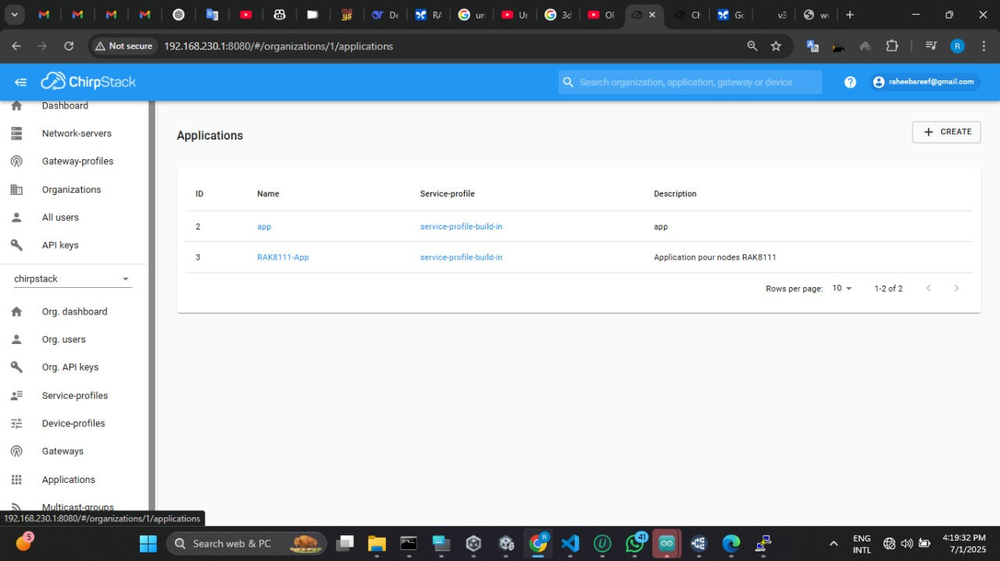 De
RA
un
Ur
3d
Ol
Ch
Go
v3
w
Not secure
192.168.230.1:8080/#/organizations/1/applications
R
ChirpStack
Search organization, application, gateway or device
?
raheebareef@gmail.com
Dashboard
Network-servers
Gateway-profiles
Organizations
All users
API keys
chirpstack
Org. dashboard
Org. users
Org. API keys
Service-profiles
Device-profiles
Gateways
Applications
Multicast-groups
Applications
+ CREATE
ID Name Service-profile Description
2 app service-profile-build-in app
3 RAK8111-App service-profile-build-in Application pour nodes RAK8111
Rows per page: 10 1-2 of 2
192.168.230.1:8080/#/organizations/1/applications
5
Search web & PC
R
41
ENG
INTL
4:19:32 PM
7/1/2025